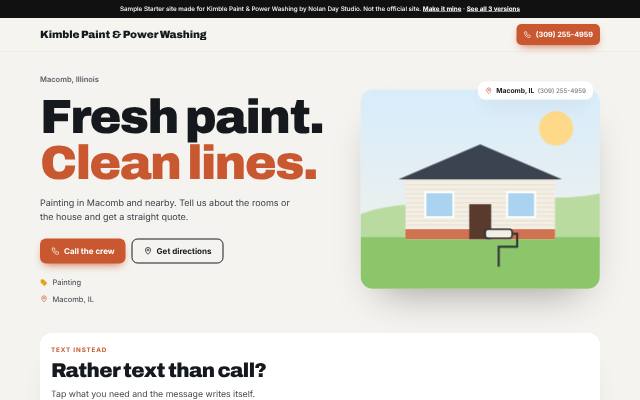 Sample Starter site made for Kimble Paint & Power Washing by Nolan Day Studio. Not the official site. Make it mine · See all 3 versions
Kimble Paint & Power Washing
(309) 255-4959
Macomb, Illinois
Macomb, IL (309) 255-4959
Fresh paint.
Clean lines.
Painting in Macomb and nearby. Tell us about the rooms or
the house and get a straight quote.
Call the crew
Get directions
Painting
Macomb, IL
TEXT INSTEAD
Rather text than call?
Tap what you need and the message writes itself.